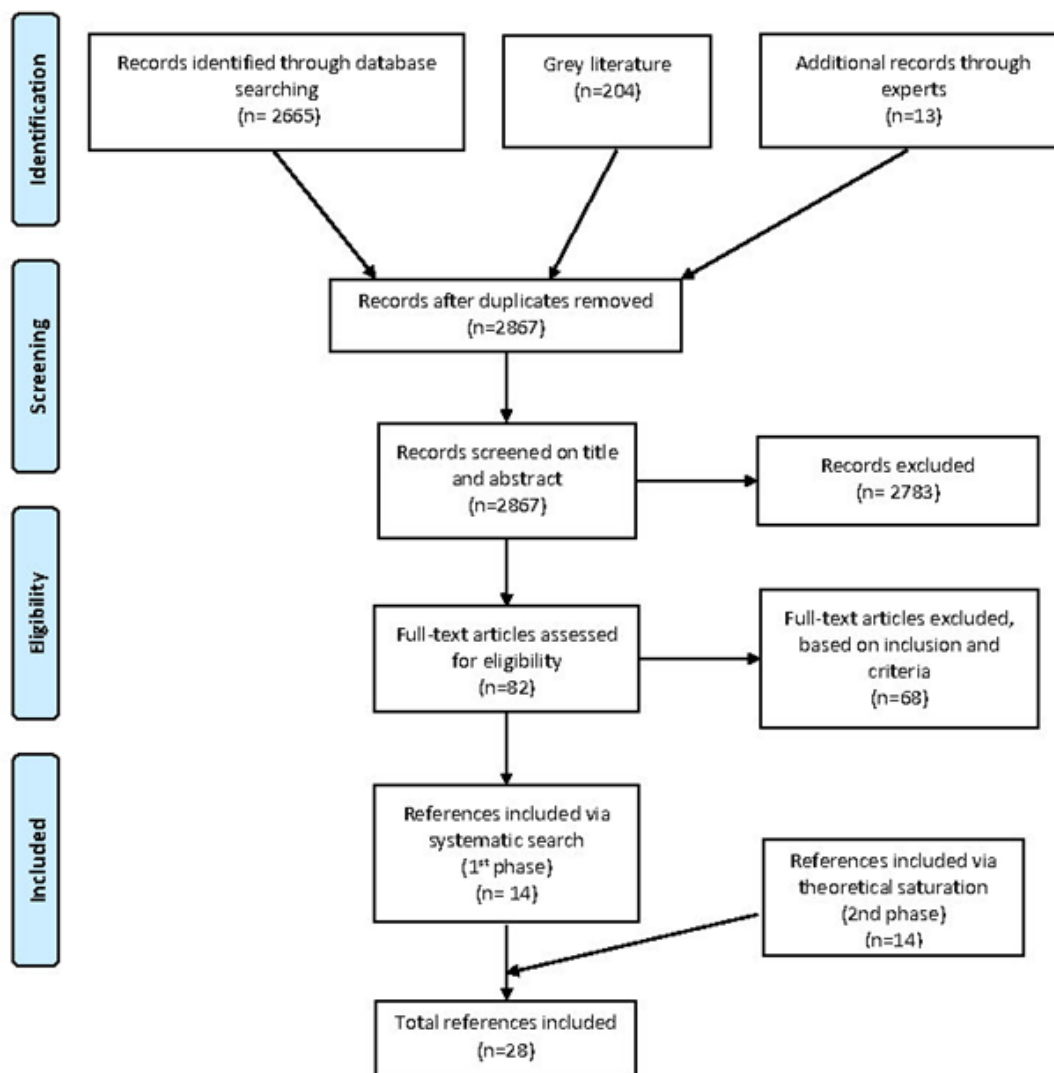 Identification
Records identified through database
searching
(n= 2665)
Grey literature
(n=204)
Additional records through
experts
(n=13)
Screening
Records after duplicates removed
(n=2867)
Records screened on title
and abstract
(n=2867)
Records excluded
(n= 2783)
Eligibility
Full-text articles assessed
for eligibility
(n=82)
Full-text articles excluded,
based on inclusion and
criteria
(n=68)
Included
References included via
systematic search
(1st phase)
(n= 14)
References included via
theoretical saturation
(2nd phase)
(n=14)
Total references included
(n=28)